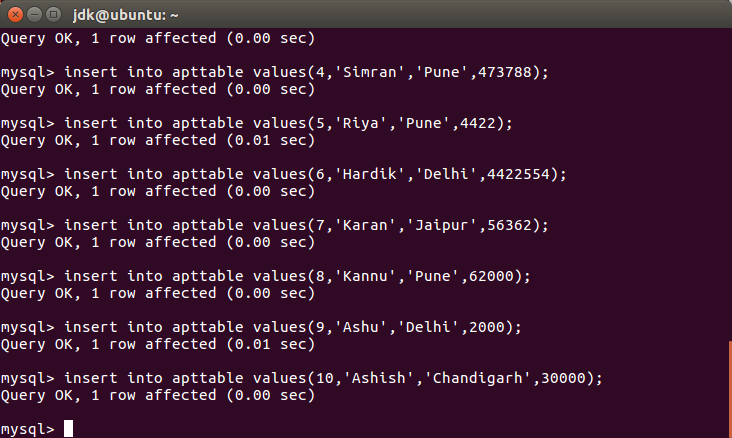 jdk@ubuntu: ~
Query OK, 1 row affected (0.00 sec)
mysql> insert into apttable values(4,'Simran','Pune',473788);
Query OK, 1 row affected (0.00 sec)
mysql> insert into apttable values(5,'Riya','Pune',4422);
Query OK, 1 row affected (0.01 sec)
mysql> insert into apttable values(6,'Hardik','Delhi',4422554);
Query OK, 1 row affected (0.00 sec)
mysql> insert into apttable values(7,'Karan','Jaipur',56362);
Query OK, 1 row affected (0.00 sec)
mysql> insert into apttable values(8,'Kannu','Pune',62000);
Query OK, 1 row affected (0.00 sec)
mysql> insert into apttable values(9,'Ashu','Delhi',2000);
Query OK, 1 row affected (0.01 sec)
mysql> insert into apttable values(10,'Ashish','Chandigarh',30000);
Query OK, 1 row affected (0.00 sec)
mysql>